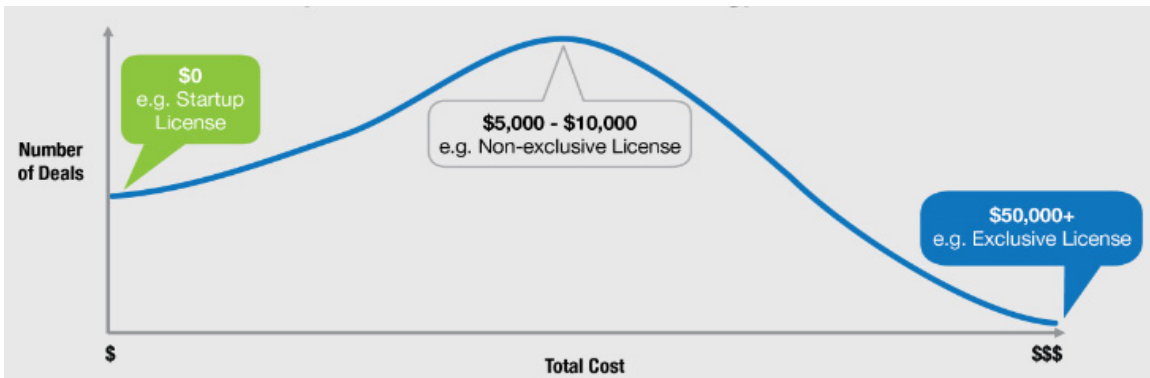 $0
e.g. Startup
License
$5,000 - $10,000
e.g. Non-exclusive License
Number
of Deals
$50,000+
e.g. Exclusive License
$
Total Cost
$$$